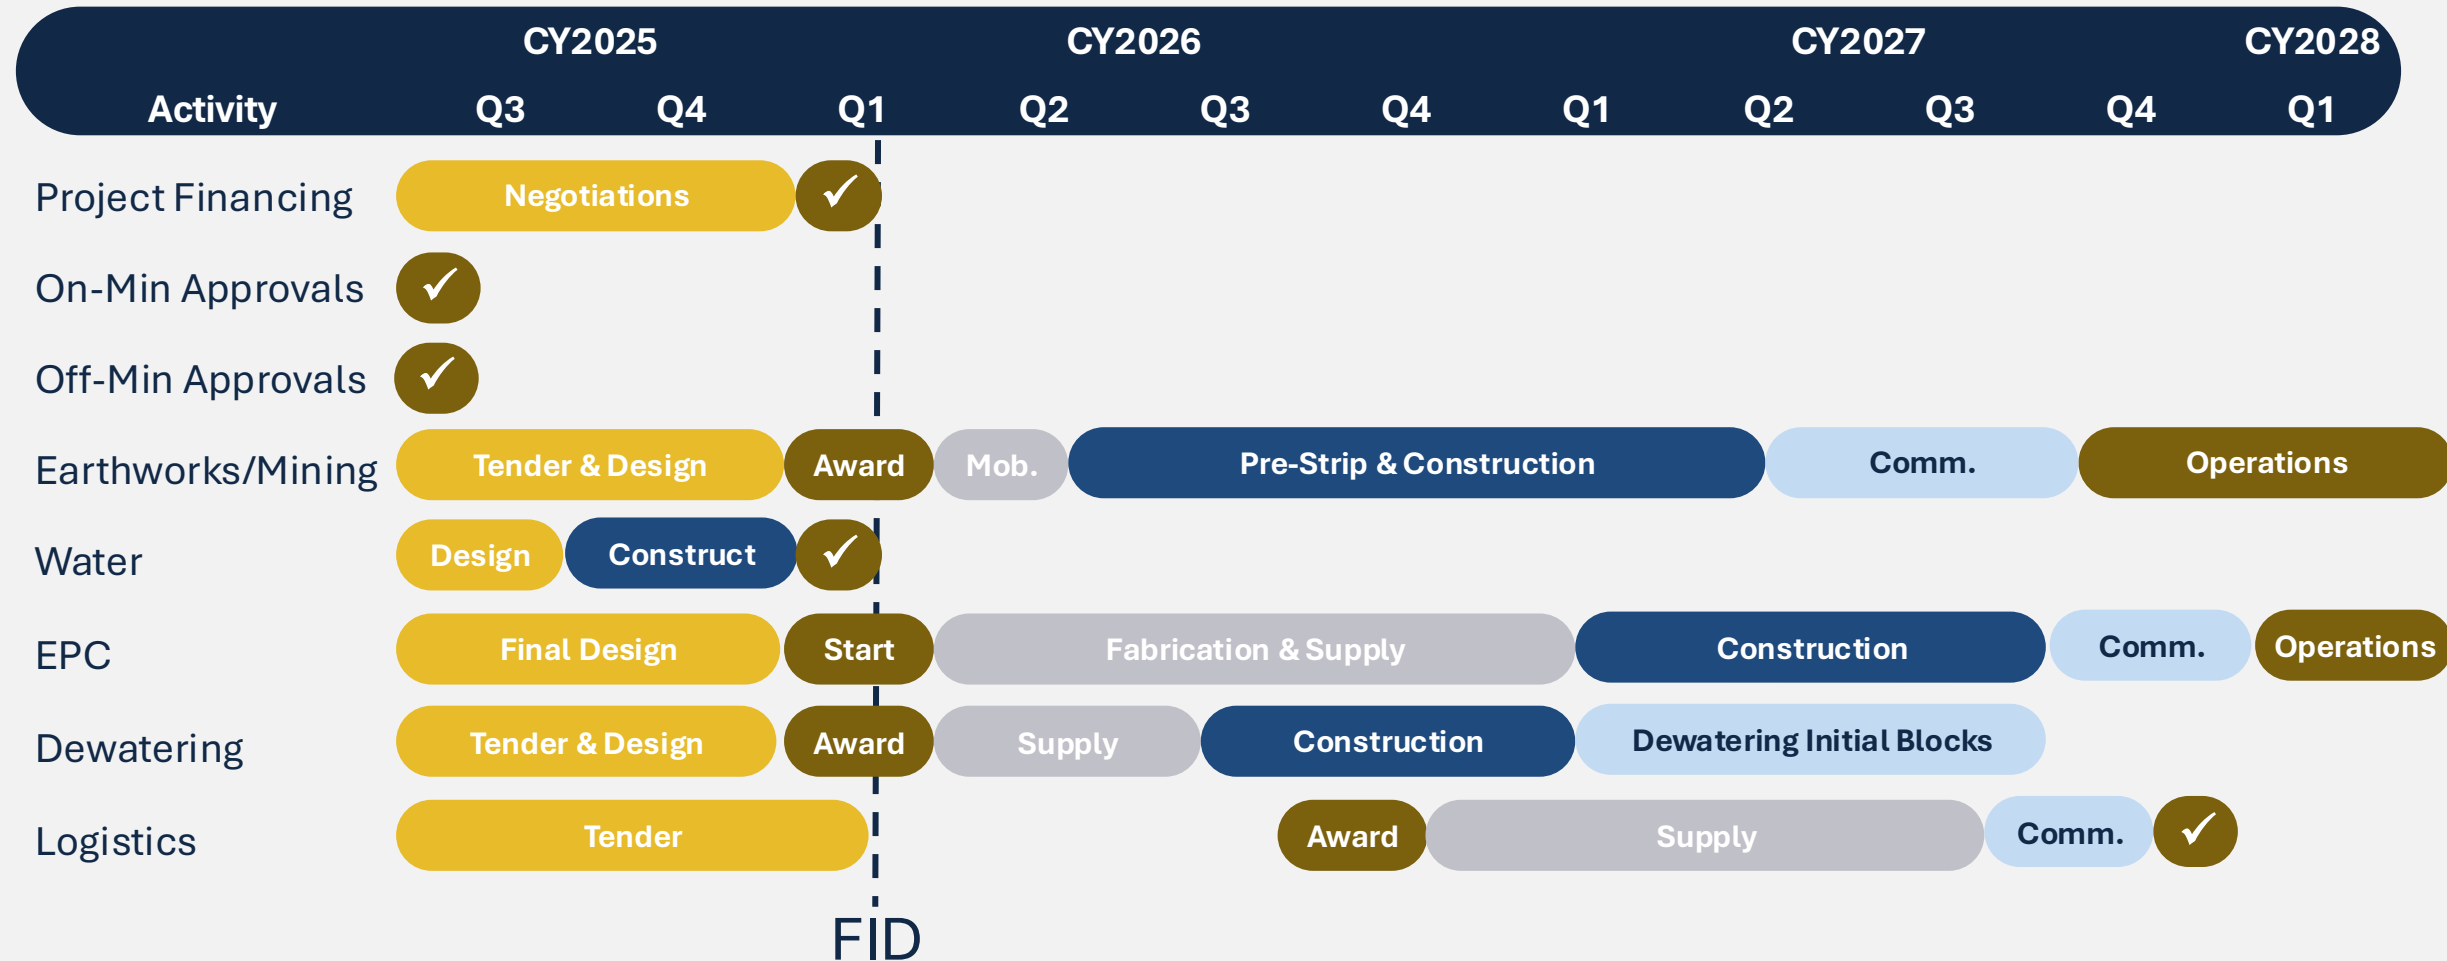 CY2025 CY2026 CY2027 CY2028
Activity Q3 Q4 Q1 Q2 Q3 Q4 Q1 Q2 Q3 Q4 Q1
Project Financing Negotiations ✓
On-Min Approvals ✓
Off-Min Approvals ✓
Earthworks/Mining Tender & Design Award Mob. Pre-Strip & Construction Comm. Operations
Water Design Construct ✓
EPC Final Design Start Fabrication & Supply Construction Comm. Operations
Dewatering Tender & Design Award Supply Construction Dewatering Initial Blocks
Logistics Tender Award Supply Comm. ✓
FID